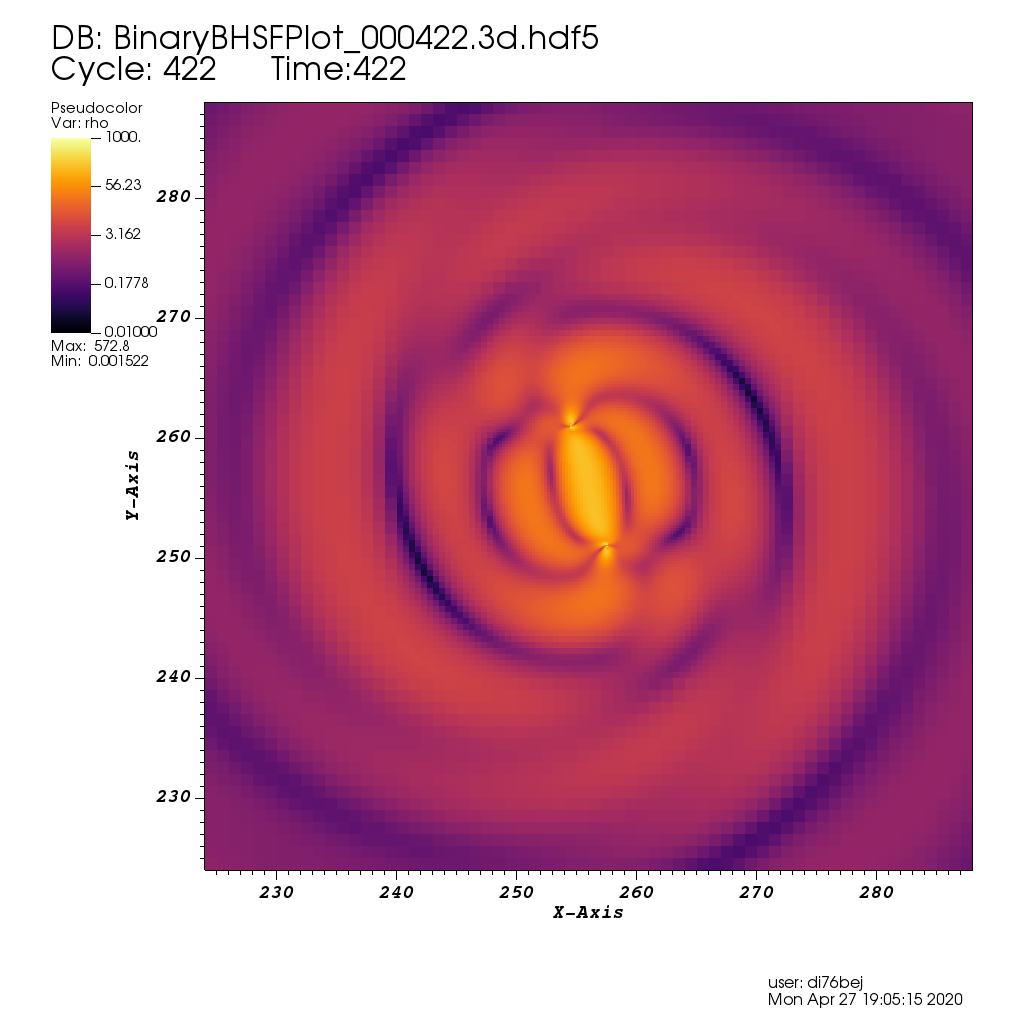 DB: BinaryBHSFPlot_000422.3d.hdf5
Cycle: 422 Time:422
Pseudocolor
Var: rho
1000.
56.23
3.162
0.1778
0.01000
Max: 572.8
Min: 0.001522
280
270
260
250
240
230
Y-Axis
230 240 250 260 270 280
X-Axis
user: di76bej
Mon Apr 27 19:05:15 2020